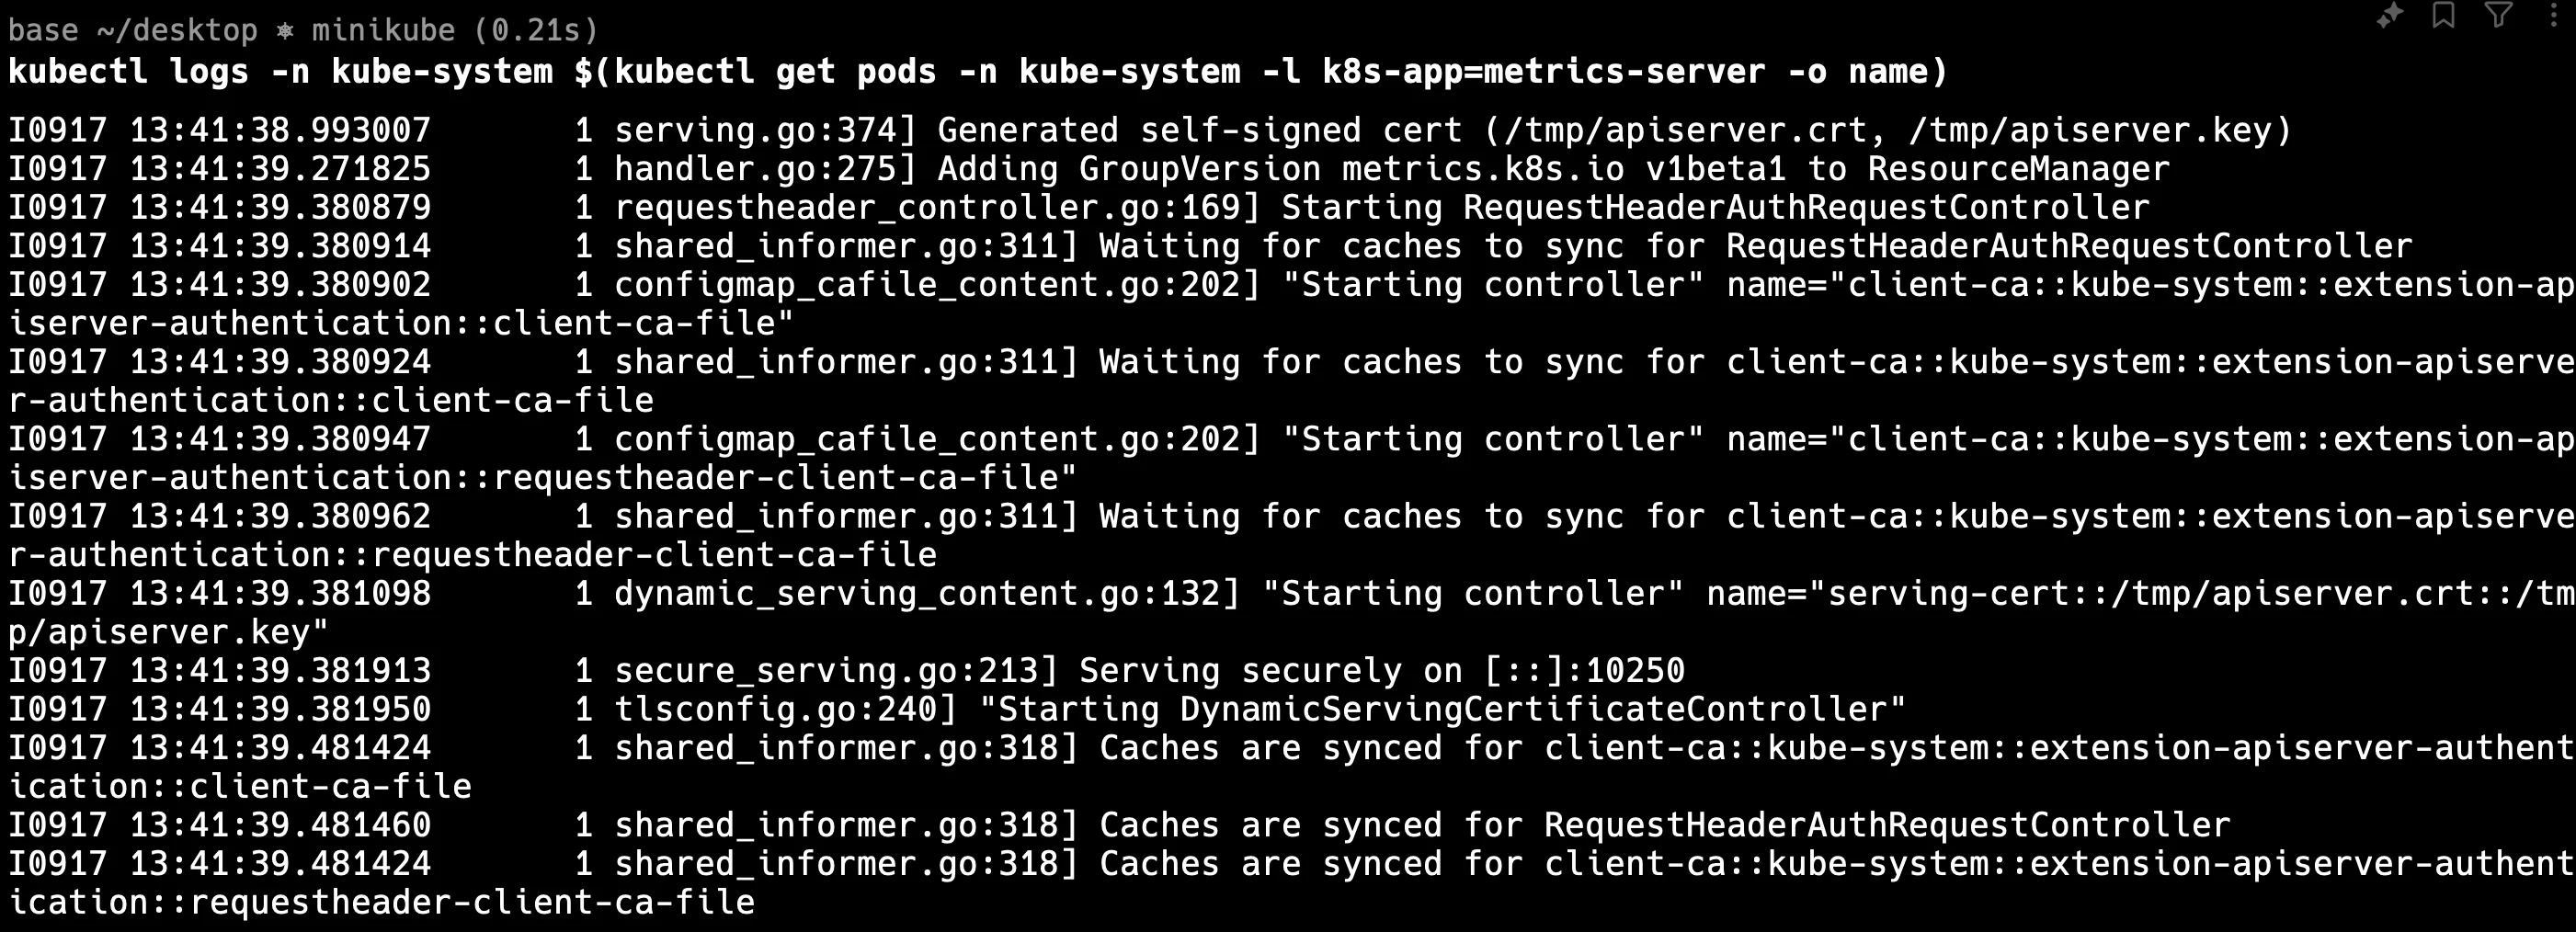 base ~/desktop ⎈ minikube (0.21s)
kubectl logs -n kube-system $(kubectl get pods -n kube-system -l k8s-app=metrics-server -o name)
I0917 13:41:38.993007       1 serving.go:374] Generated self-signed cert (/tmp/apiserver.crt, /tmp/apiserver.key)
I0917 13:41:39.271825       1 handler.go:275] Adding GroupVersion metrics.k8s.io v1beta1 to ResourceManager
I0917 13:41:39.380879       1 requestheader_controller.go:169] Starting RequestHeaderAuthRequestController
I0917 13:41:39.380914       1 shared_informer.go:311] Waiting for caches to sync for RequestHeaderAuthRequestController
I0917 13:41:39.380902       1 configmap_cafile_content.go:202] "Starting controller" name="client-ca::kube-system::extension-ap
iserver-authentication::client-ca-file"
I0917 13:41:39.380924       1 shared_informer.go:311] Waiting for caches to sync for client-ca::kube-system::extension-apiserve
r-authentication::client-ca-file
I0917 13:41:39.380947       1 configmap_cafile_content.go:202] "Starting controller" name="client-ca::kube-system::extension-ap
iserver-authentication::requestheader-client-ca-file"
I0917 13:41:39.380962       1 shared_informer.go:311] Waiting for caches to sync for client-ca::kube-system::extension-apiserve
r-authentication::requestheader-client-ca-file
I0917 13:41:39.381098       1 dynamic_serving_content.go:132] "Starting controller" name="serving-cert::/tmp/apiserver.crt::/tm
p/apiserver.key"
I0917 13:41:39.381913       1 secure_serving.go:213] Serving securely on [::]:10250
I0917 13:41:39.381950       1 tlsconfig.go:240] "Starting DynamicServingCertificateController"
I0917 13:41:39.481424       1 shared_informer.go:318] Caches are synced for client-ca::kube-system::extension-apiserver-authent
ication::client-ca-file
I0917 13:41:39.481460       1 shared_informer.go:318] Caches are synced for RequestHeaderAuthRequestController
I0917 13:41:39.481424       1 shared_informer.go:318] Caches are synced for client-ca::kube-system::extension-apiserver-authent
ication::requestheader-client-ca-file